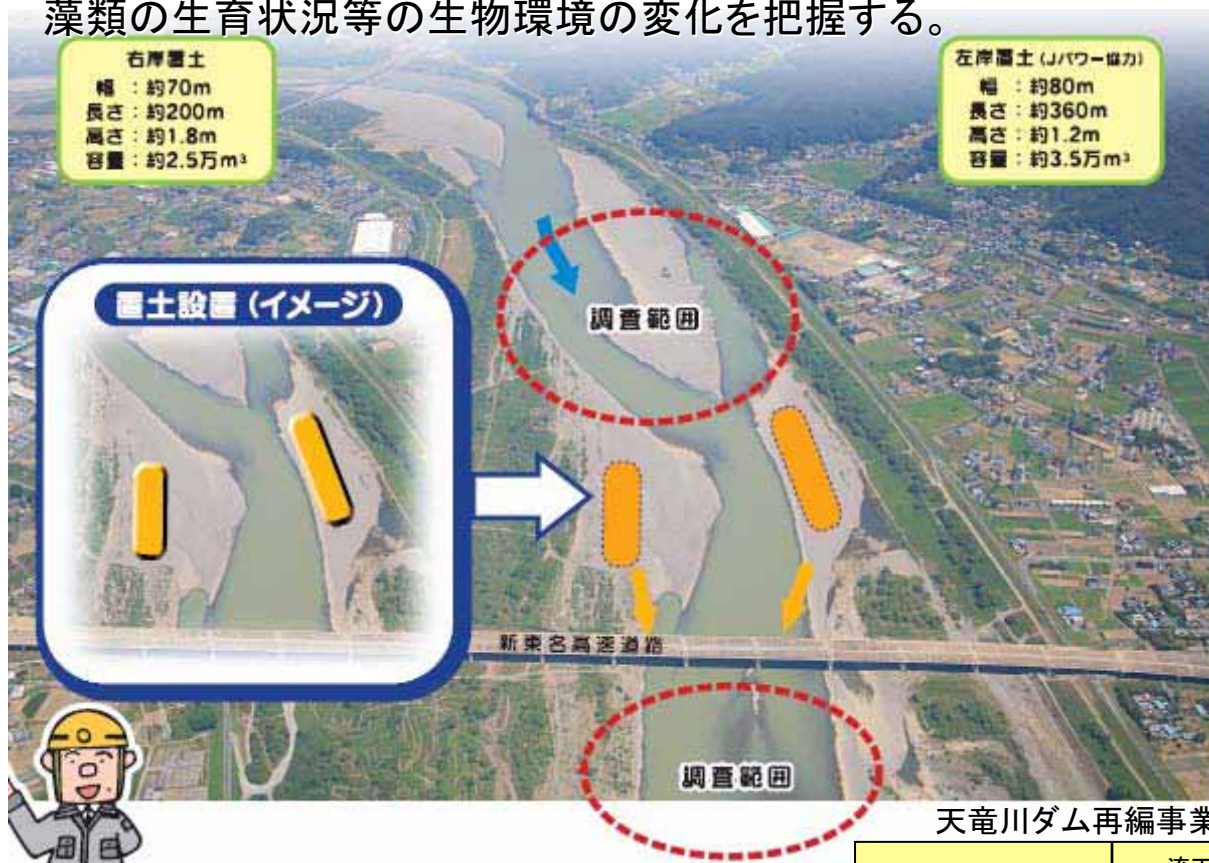 藻類の生育状況等の生物環境の変化を把握する。
右岸置土
幅 ：約70m
長さ：約200m
高さ：約1.8m
容量：約2.5万m³
左岸置土（Jパワー協力）
幅 ：約80m
長さ：約360m
高さ：約1.2m
容量：約3.5万m³
調査範囲
置土設置（イメージ）
新東名高速道路
調査範囲
天竜川ダム再編事業